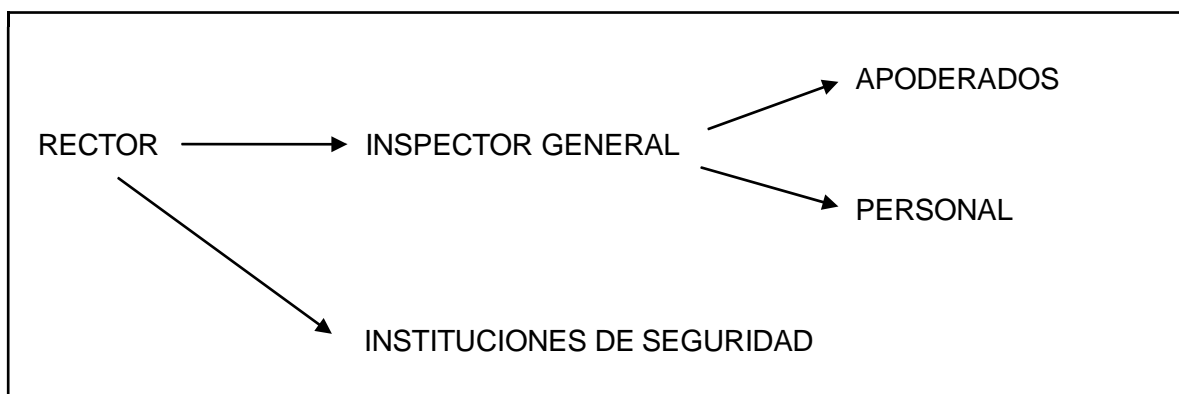 APODERADOS
RECTOR
INSPECTOR GENERAL
PERSONAL
INSTITUCIONES DE SEGURIDAD